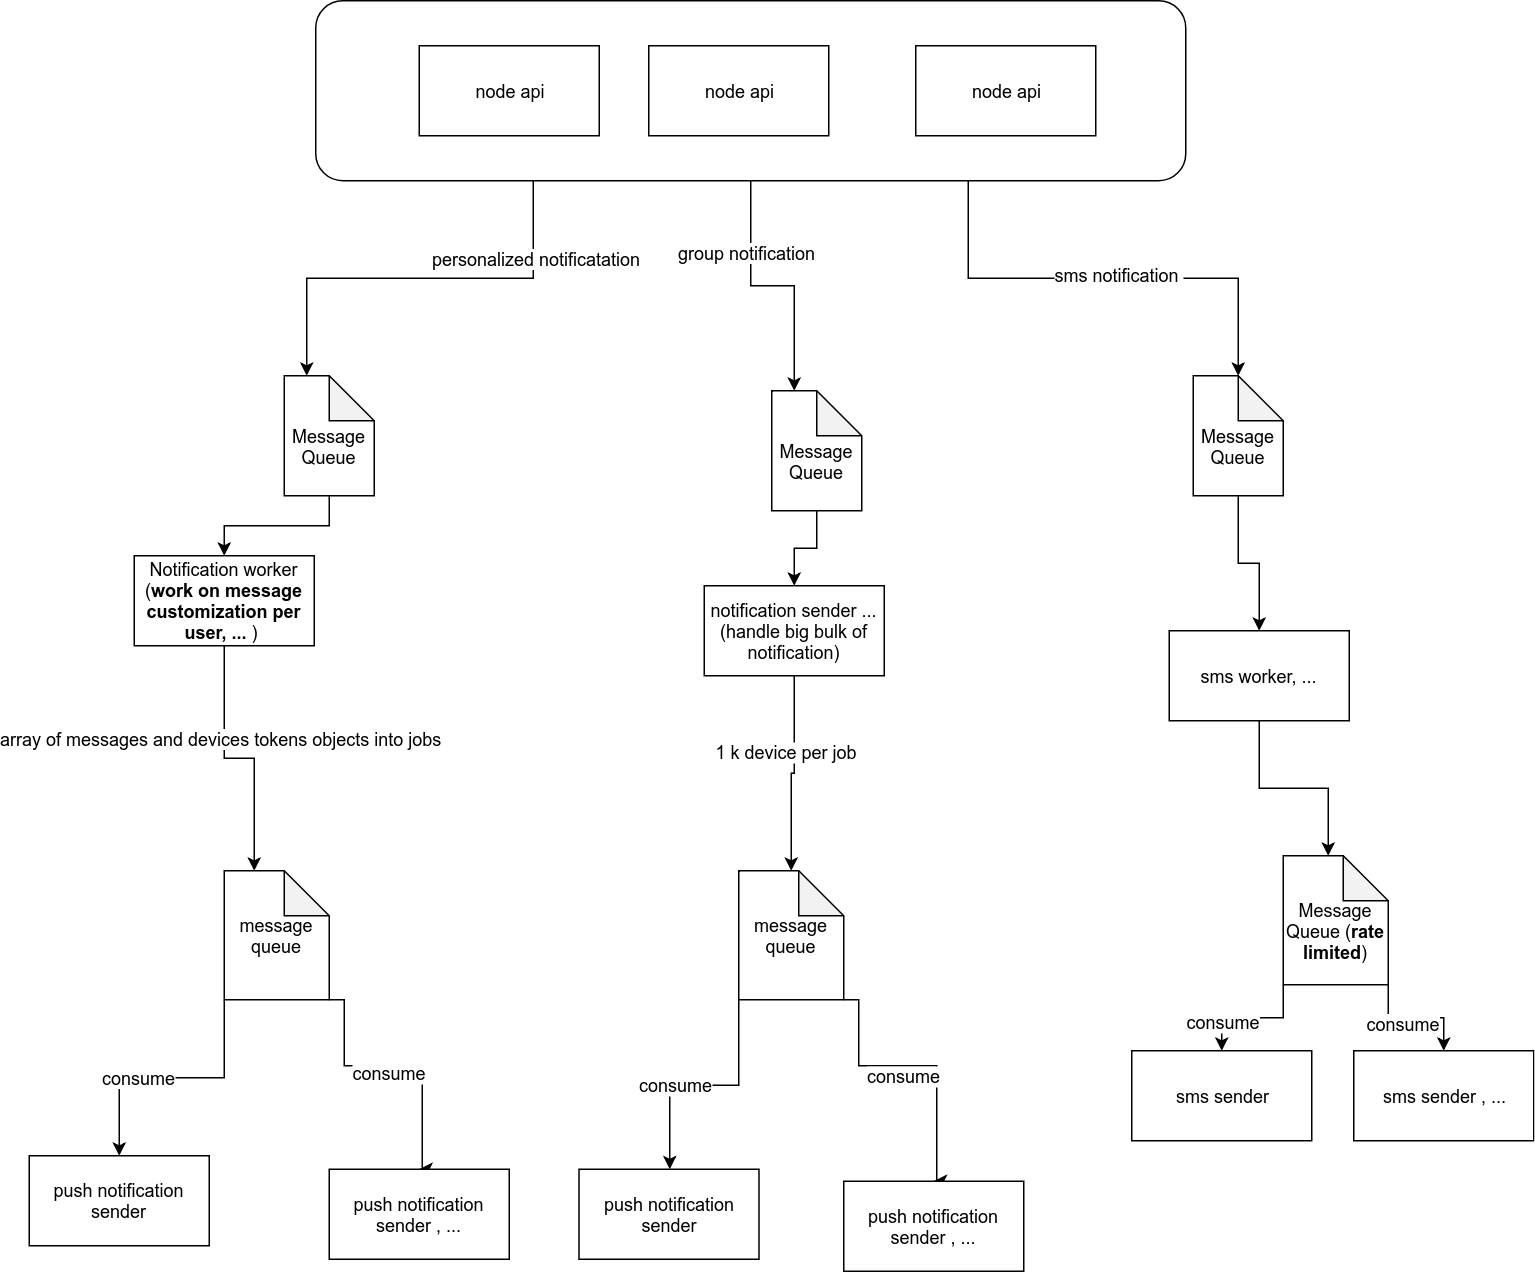 node api
node api
node api
personalized notificatation
group notification
sms notification
Message
Queue
Message
Queue
Message
Queue
Notification worker
(work on message
customization per
user, ... )
notification sender ...
(handle big bulk of
notification)
sms worker, ...
array of messages and devices tokens objects into jobs
1 k device per job
message
queue
message
queue
Message
Queue (rate
limited)
consume
consume
consume
consume
consume
consume
push notification
sender
push notification
sender , ...
push notification
sender
push notification
sender , ...
sms sender
sms sender , ...